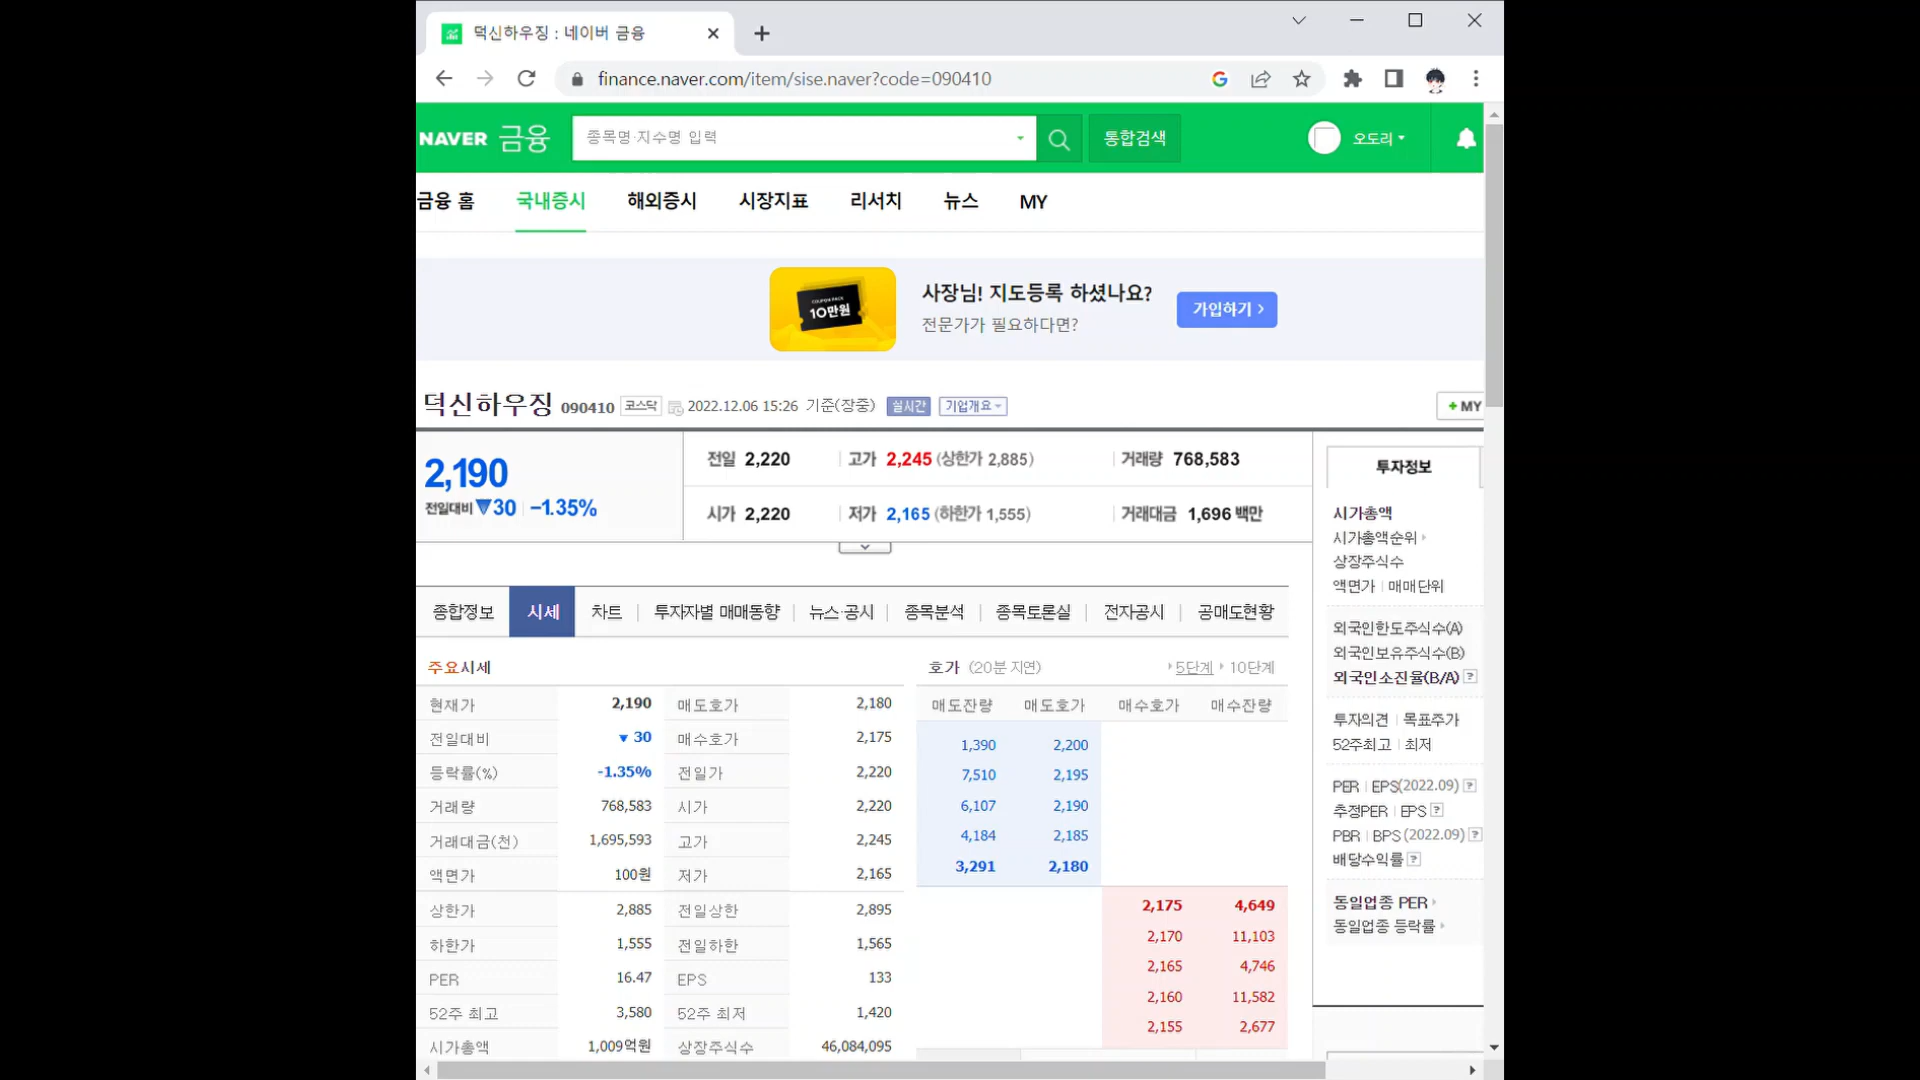 덕신하우징 : 네이버 금융
finance.naver.com/item/sise.naver?code=090410
NAVER 금융 종목명·지수명 입력 통합검색 오도리
금융 홈 국내증시 해외증시 시장지표 리서치 뉴스 MY
COUPON PACK
10만원
사장님! 지도등록 하셨나요?
전문가가 필요하다면?
가입하기 >
덕신하우징 090410 코스닥 2022.12.06 15:26 기준(장중) 실시간 기업개요 + MY
2,190
전일대비 ▼30 -1.35%
전일 2,220 고가 2,245 (상한가 2,885) 거래량 768,583
시가 2,220 저가 2,165 (하한가 1,555) 거래대금 1,696 백만
종합정보 시세 차트 투자자별 매매동향 뉴스·공시 종목분석 종목토론실 전자공시 공매도현황
주요시세
현재가 2,190 매도호가 2,180
전일대비 ▼ 30 매수호가 2,175
등락률(%) -1.35% 전일가 2,220
거래량 768,583 시가 2,220
거래대금(천) 1,695,593 고가 2,245
액면가 100원 저가 2,165
상한가 2,885 전일상한 2,895
하한가 1,555 전일하한 1,565
PER 16.47 EPS 133
52주 최고 3,580 52주 최저 1,420
시가총액 1,009억원 상장주식수 46,084,095
호가 (20분 지연) 5단계 10단계
매도잔량 매도호가 매수호가 매수잔량
1,390 2,200
7,510 2,195
6,107 2,190
4,184 2,185
3,291 2,180
2,175 4,649
2,170 11,103
2,165 4,746
2,160 11,582
2,155 2,677
투자정보
시가총액
시가총액순위
상장주식수
액면가 | 매매단위
외국인한도주식수(A)
외국인보유주식수(B)
외국인소진율(B/A) ?
투자의견 | 목표주가
52주최고 | 최저
PER | EPS(2022.09) ?
추정PER | EPS ?
PBR | BPS (2022.09) ?
배당수익률 ?
동일업종 PER
동일업종 등락률